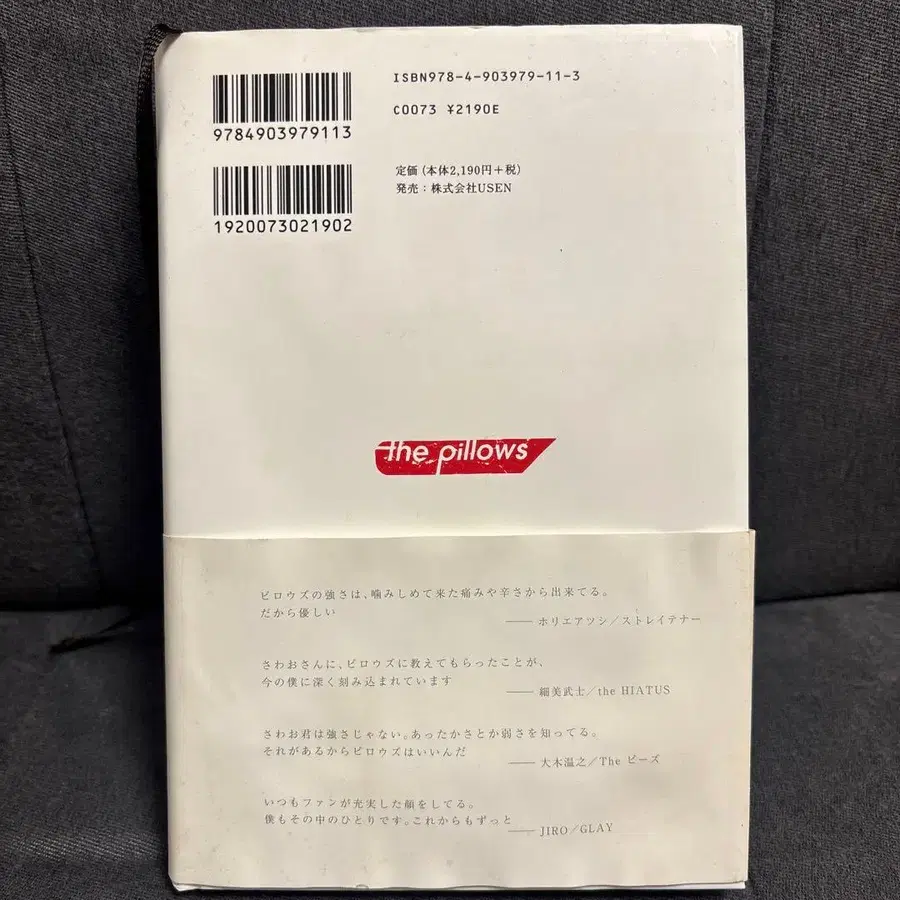 ISBN978-4-903979-11-3
9784903979113
C0073 ¥2190E
定価(本体2,190円+税)
発売:株式会社USEN
1920073021902
the pillows
ピロウズの強さは、噛みしめて来た痛みや辛さから出来てる。
だから優しい
――ホリエアツシ/ストレイテナー
さわおさんに、ピロウズに教えてもらったことが、
今の僕に深く刻み込まれています
――細美武士/the HIATUS
さわお君は強さじゃない。あったかさとか弱さを知ってる。
それがあるからピロウズはいいんだ
――大木温之/The ピーズ
いつもファンが充実した顔をしてる。
僕もその中のひとりです。これからもずっと
――JIRO/GLAY